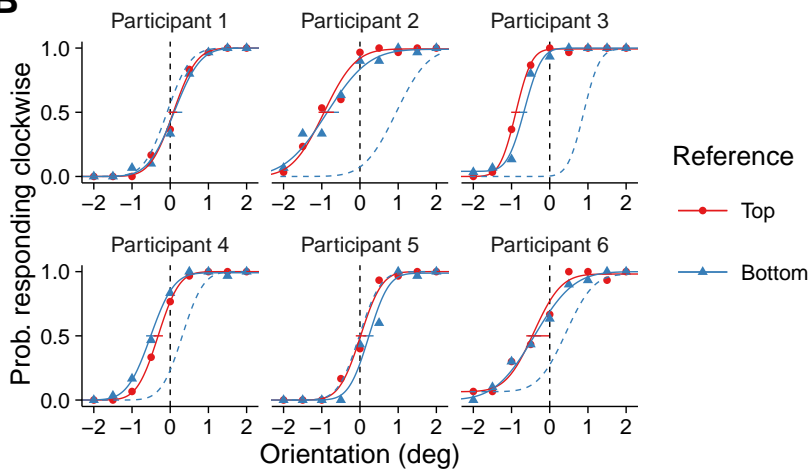 B
Participant 1 Participant 2 Participant 3
1.0
0.5
0.0
−2 −1 0 1 2 −2 −1 0 1 2 −2 −1 0 1 2
Prob. responding clockwise
Participant 4 Participant 5 Participant 6
1.0
0.5
0.0
−2 −1 0 1 2 −2 −1 0 1 2 −2 −1 0 1 2
Orientation (deg)
Reference
Top
Bottom